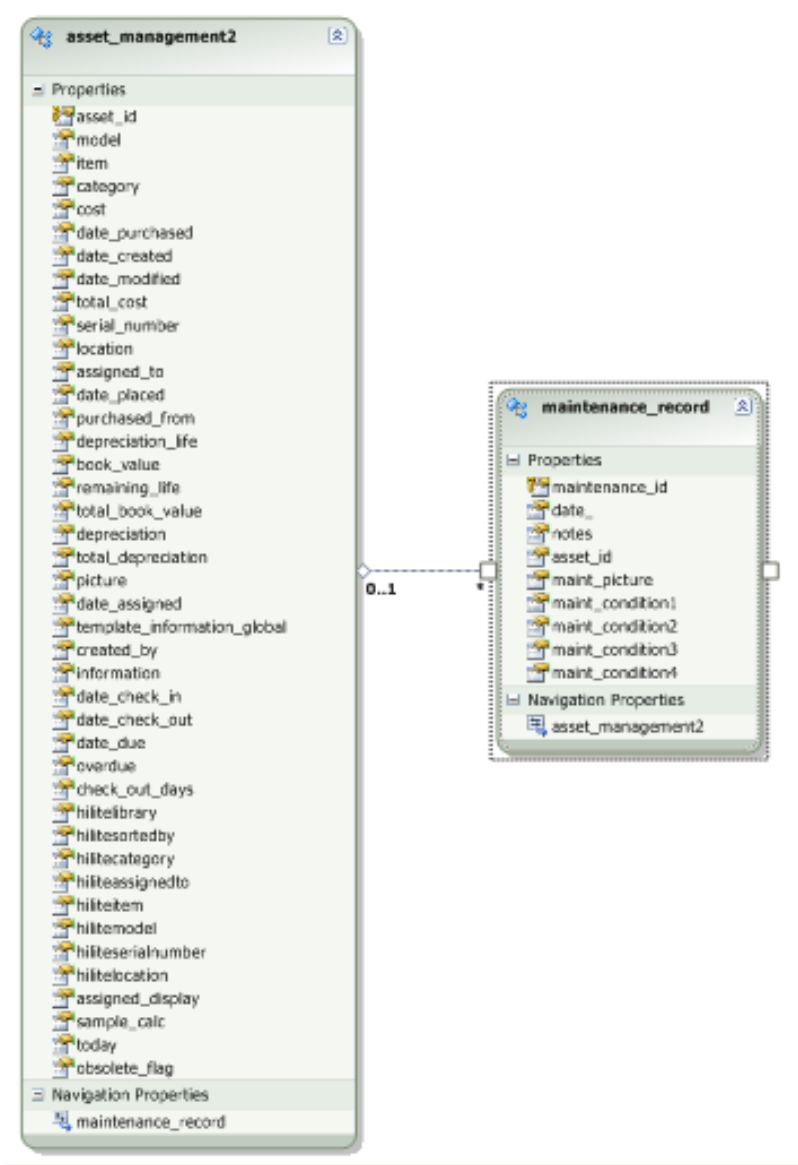 asset_management2
Properties
asset_id
model
item
category
cost
date_purchased
date_created
date_modified
total_cost
serial_number
location
assigned_to
date_placed
purchased_from
depreciation_life
book_value
remaining_life
total_book_value
depreciation
total_depreciation
picture
date_assigned
template_information_global
created_by
information
date_check_in
date_check_out
date_due
overdue
check_out_days
hilitelibrary
hilitesortedby
hilitecategory
hiliteassignedto
hiliteitem
hilitemodel
hiliteserialnumber
hilitelocation
assigned_display
sample_calc
today
obsolete_flag
Navigation Properties
maintenance_record
0..1
*
maintenance_record
Properties
maintenance_id
date_
notes
asset_id
maint_picture
maint_condition1
maint_condition2
maint_condition3
maint_condition4
Navigation Properties
asset_management2